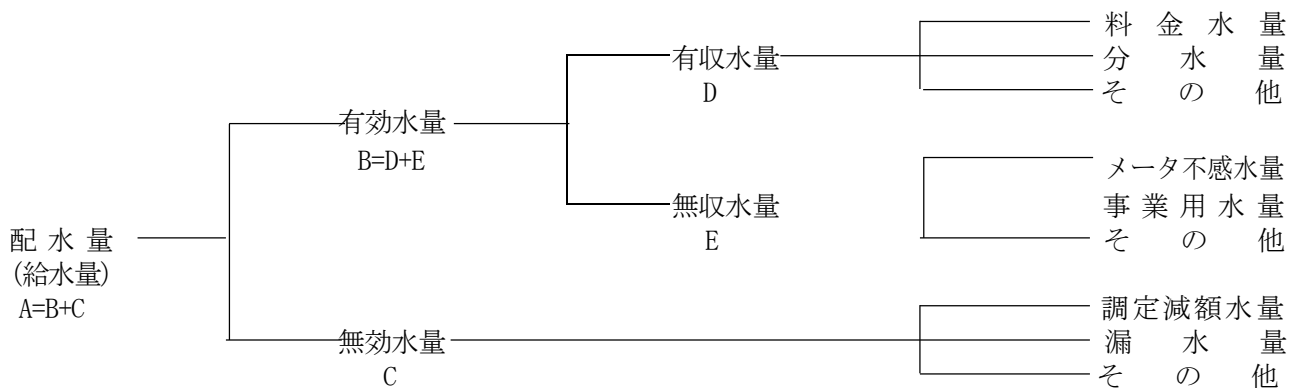 料金水量
有収水量
分水量
D
その他
有効水量
B=D+E
メータ不感水量
無収水量
事業用水量
E
その他
配水量
(給水量)
A=B+C
調定減額水量
無効水量
漏水量
C
その他